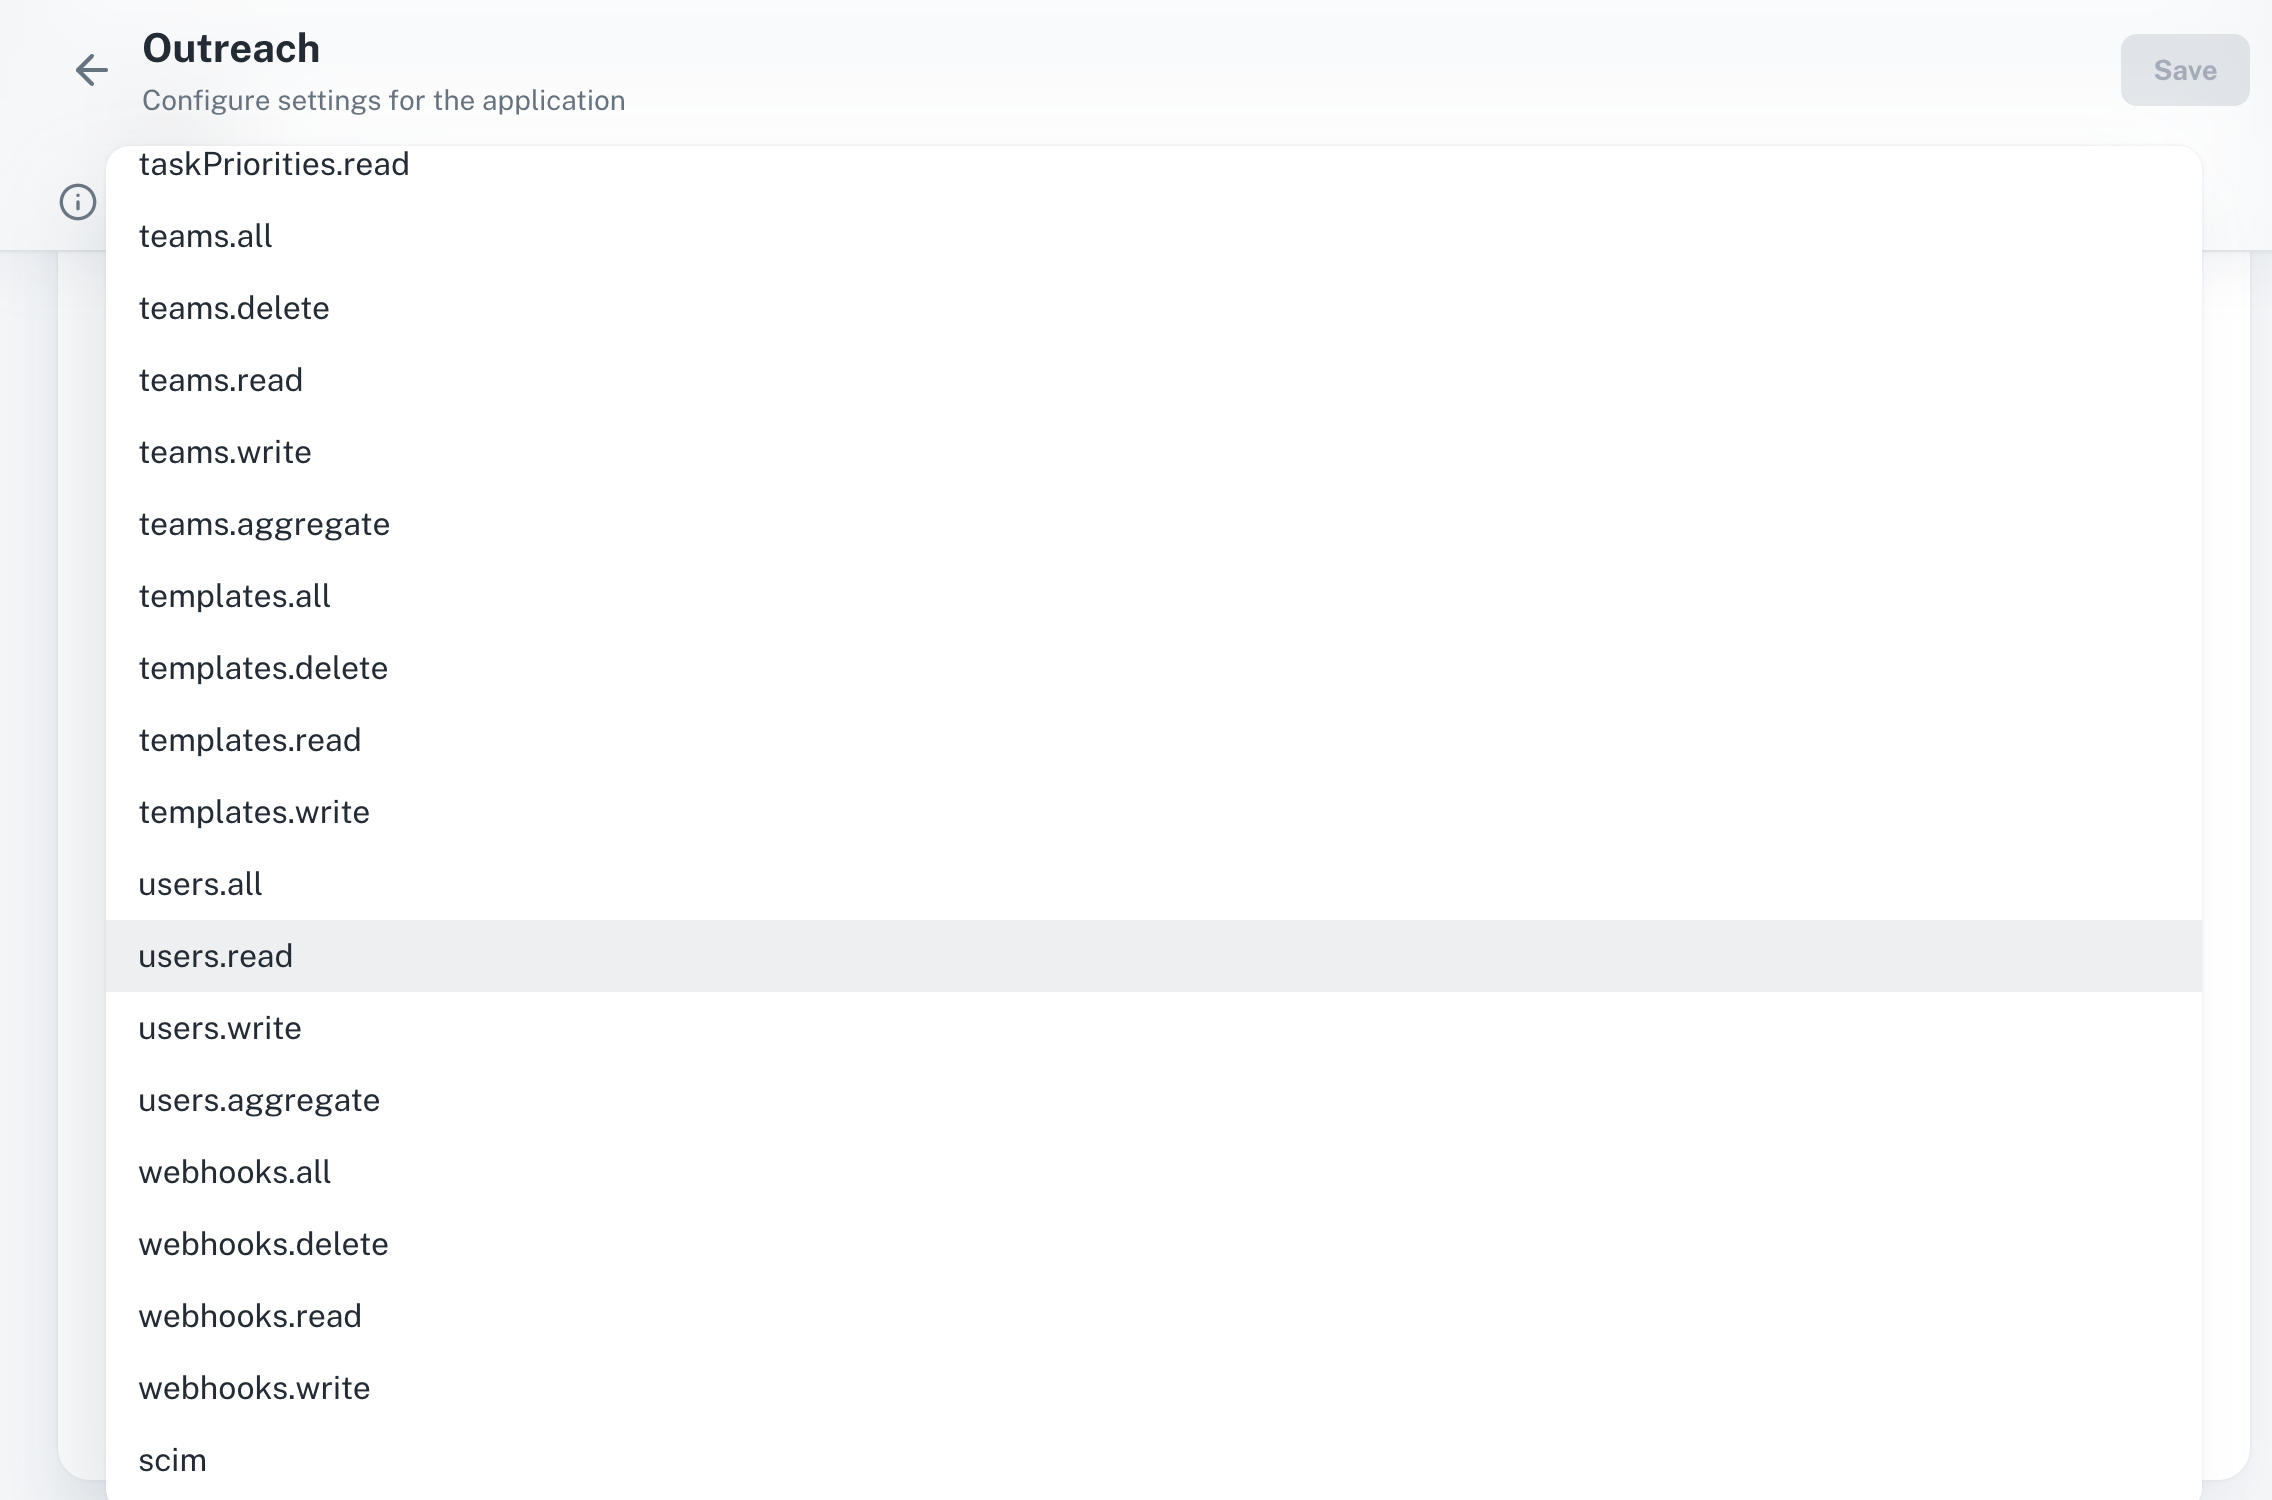 Outreach
Configure settings for the application
Save
taskPriorities.read
teams.all
teams.delete
teams.read
teams.write
teams.aggregate
templates.all
templates.delete
templates.read
templates.write
users.all
users.read
users.write
users.aggregate
webhooks.all
webhooks.delete
webhooks.read
webhooks.write
scim